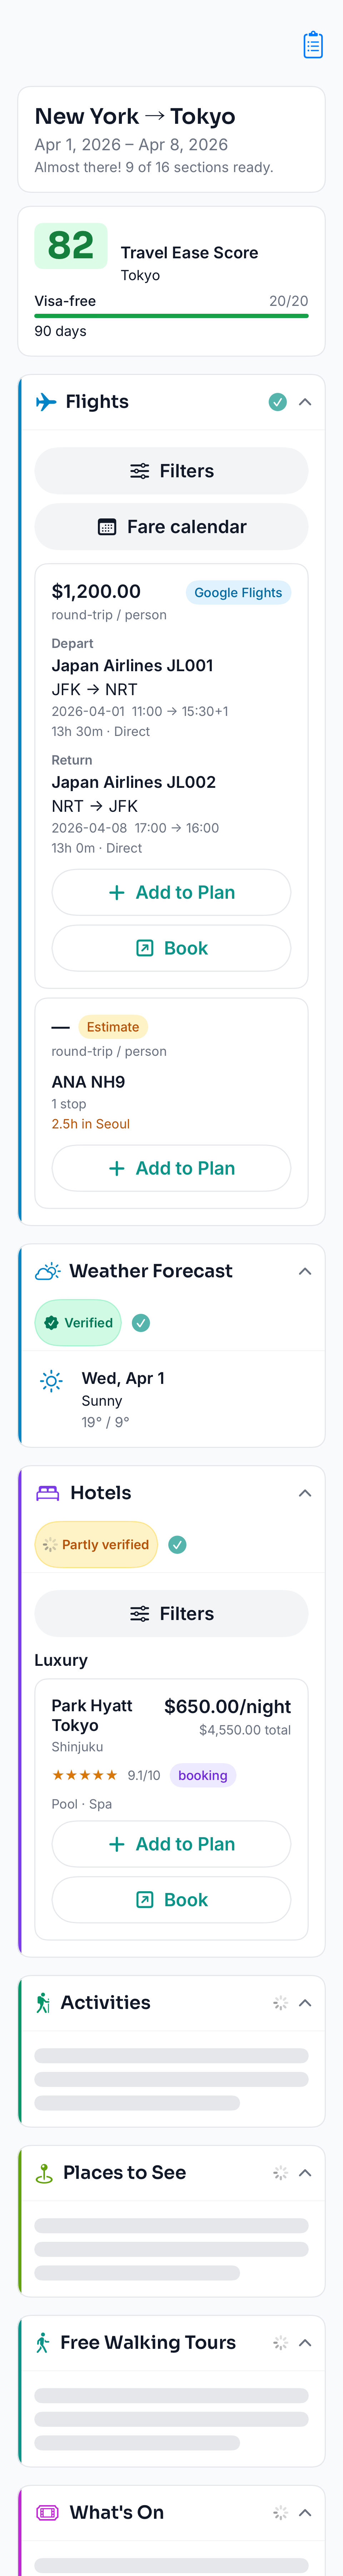 New York → Tokyo
Apr 1, 2026 – Apr 8, 2026
Almost there! 9 of 16 sections ready.
82
Travel Ease Score
Tokyo
Visa-free 20/20
90 days
Flights
Filters
Fare calendar
$1,200.00 Google Flights
round-trip / person
Depart
Japan Airlines JL001
JFK → NRT
2026-04-01 11:00 → 15:30+1
13h 30m · Direct
Return
Japan Airlines JL002
NRT → JFK
2026-04-08 17:00 → 16:00
13h 0m · Direct
Add to Plan
Book
— Estimate
round-trip / person
ANA NH9
1 stop
2.5h in Seoul
Add to Plan
Weather Forecast
Verified
Wed, Apr 1
Sunny
19° / 9°
Hotels
Partly verified
Filters
Luxury
Park Hyatt Tokyo $650.00/night
$4,550.00 total
Shinjuku
★★★★★ 9.1/10 booking
Pool · Spa
Add to Plan
Book
Activities
Places to See
Free Walking Tours
What's On